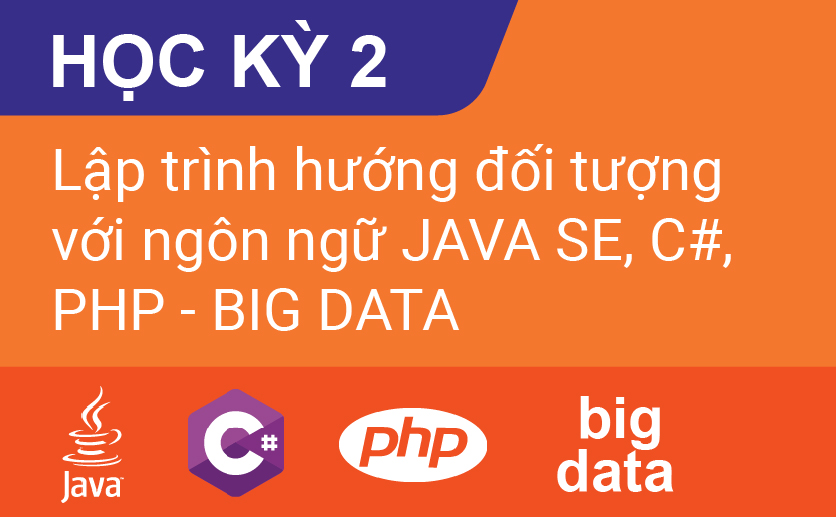 HỌC KỲ 2
Lập trình hướng đối tượng
với ngôn ngữ JAVA SE, C#,
PHP - BIG DATA
Java
C#
php
big
data